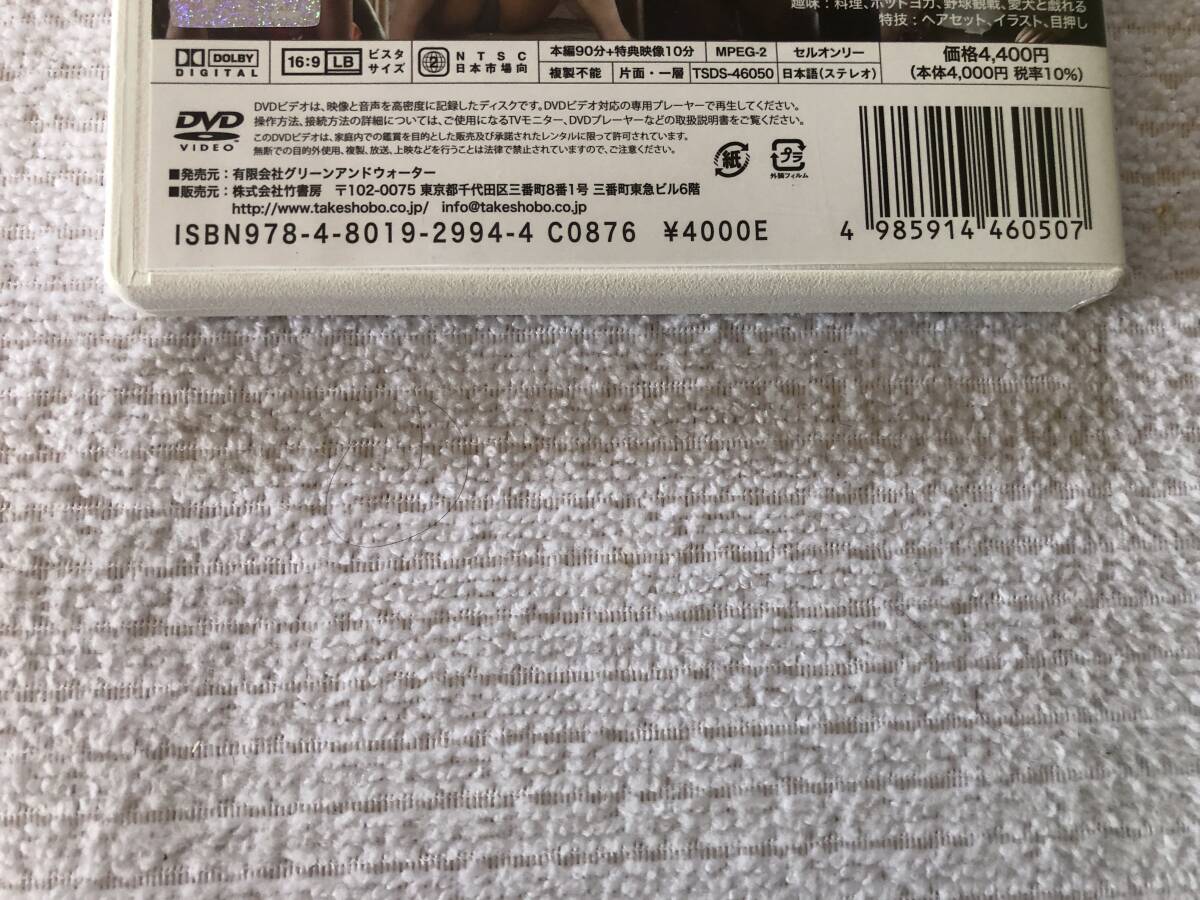 趣味:料理、ホットヨガ、野球観戦、愛犬と戯れる
特技:ヘアセット、イラスト、目押し
DOLBY
DIGITAL
16:9 LB
ビスタ
サイズ
2
NTSC
日本市場向
本編90分+特典映像10分 MPEG-2 セルオンリー
複製不能 片面・一層 TSDS-46050 日本語(ステレオ)
価格4,400円
(本体4,000円 税率10%)
DVD
VIDEO
DVDビデオは、映像と音声を高密度に記録したディスクです。DVDビデオ対応の専用プレーヤーで再生してください。
操作方法、接続方法の詳細については、ご使用になるTVモニター、DVDプレーヤーなどの取扱説明書をご覧ください。
このDVDビデオは、家庭内での鑑賞を目的とした販売及び承諾されたレンタルに限って許可されています。
無断での目的外使用、複製、放送、上映などを行うことは法律で禁止されていますので、ご注意ください。
紙
プラ
外装フィルム
■発売元:有限会社グリーンアンドウォーター
■販売元:株式会社竹書房 〒102-0075 東京都千代田区三番町8番1号 三番町東急ビル6階
http://www.takeshobo.co.jp/ info@takeshobo.co.jp
ISBN978-4-8019-2994-4 C0876 ¥4000E
4 985914 460507